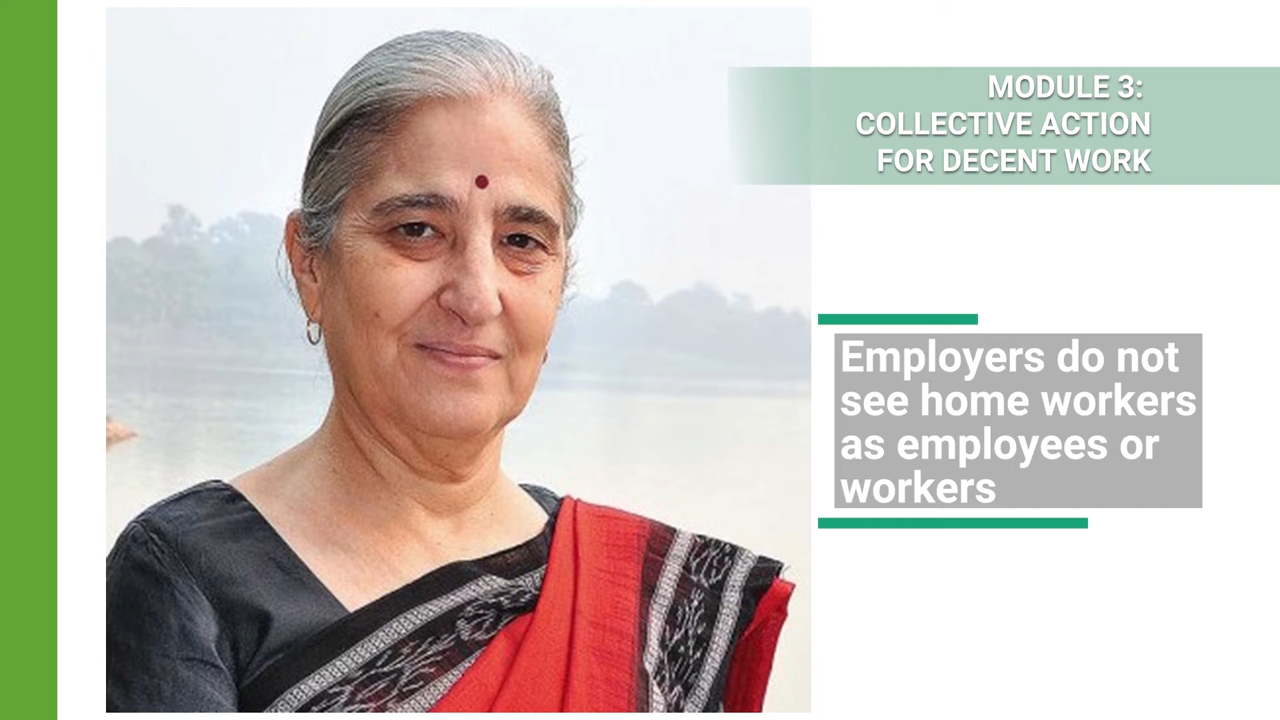 MODULE 3:
COLLECTIVE ACTION
FOR DECENT WORK
Employers do not
see home workers
as employees or
workers